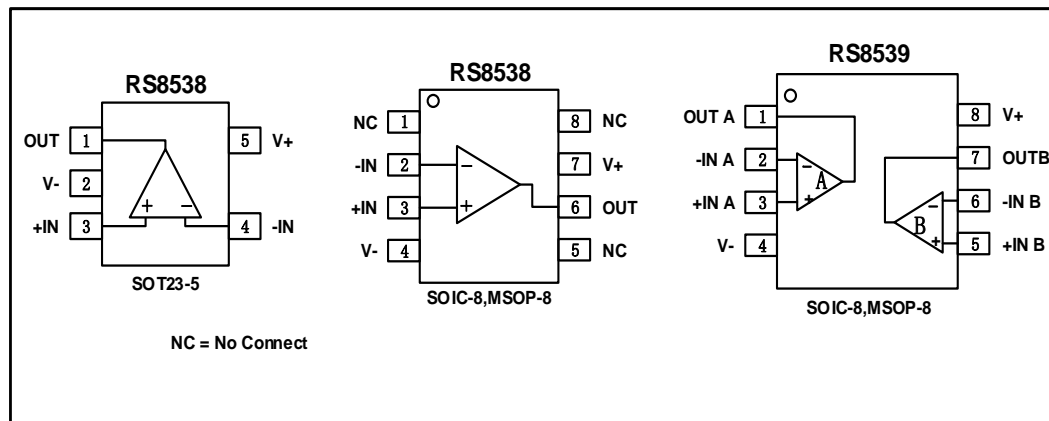 RS8538
OUT 1
5 V+
V- 2
+IN 3
4 -IN
+ −
SOT23-5
NC = No Connect
RS8538
NC 1
8 NC
-IN 2
7 V+
+IN 3
6 OUT
V- 4
5 NC
−
+
SOIC-8,MSOP-8
RS8539
OUT A 1
8 V+
-IN A 2
7 OUTB
+IN A 3
6 -IN B
V- 4
5 +IN B
− A +
− B +
SOIC-8,MSOP-8